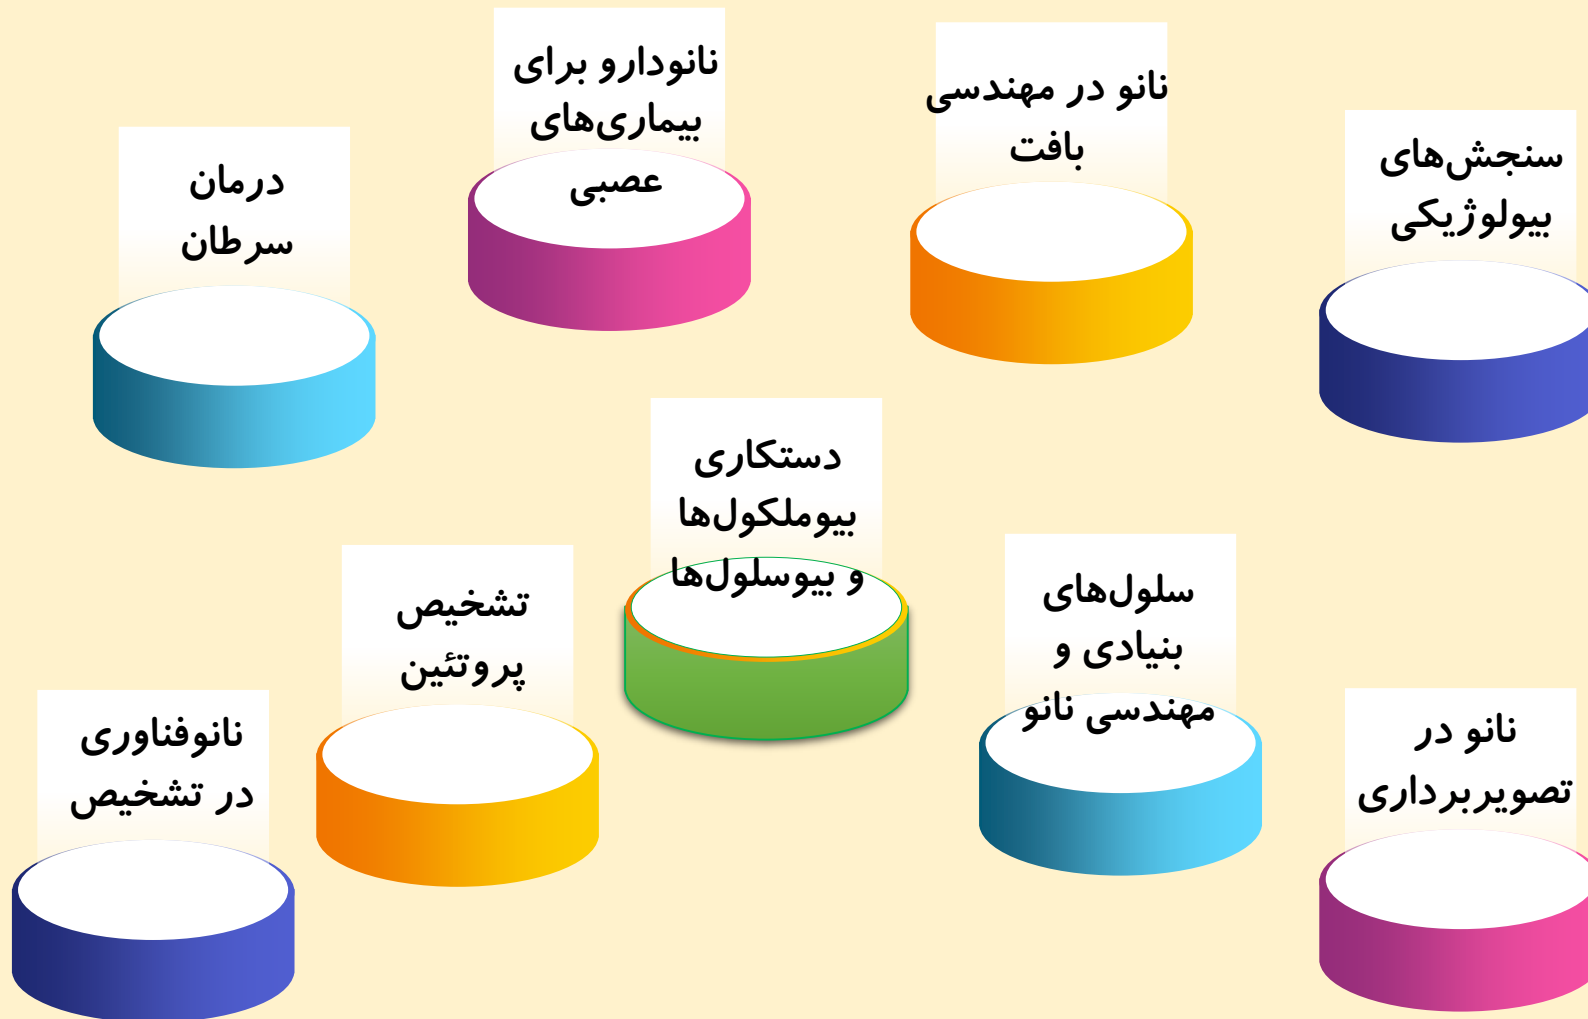 نانودارو برای
بیماری‌های
عصبی
نانو در مهندسی
بافت
سنجش‌های
بیولوژیکی
درمان
سرطان
دستکاری
بیوملکول‌ها
و بیوسلول‌ها
سلول‌های
بنیادی و
مهندسی نانو
تشخیص
پروتئین
نانو در
تصویربرداری
نانوفناوری
در تشخیص